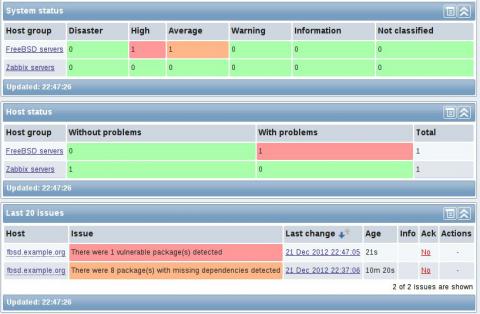 System status
Host group Disaster High Average Warning Information Not classified
FreeBSD servers 0 1 1 0 0 0
Zabbix servers 0 0 0 0 0 0
Updated: 22:47:26
Host status
Host group Without problems With problems Total
FreeBSD servers 0 1 1
Zabbix servers 1 0 1
Updated: 22:47:26
Last 20 issues
Host Issue Last change Age Info Ack Actions
fbsd.example.org There were 1 vulnerable package(s) detected 21 Dec 2012 22:47:05 21s No -
fbsd.example.org There were 8 package(s) with missing dependencies detected 21 Dec 2012 22:37:06 10m 20s No -
2 of 2 issues are shown
Updated: 22:47:26